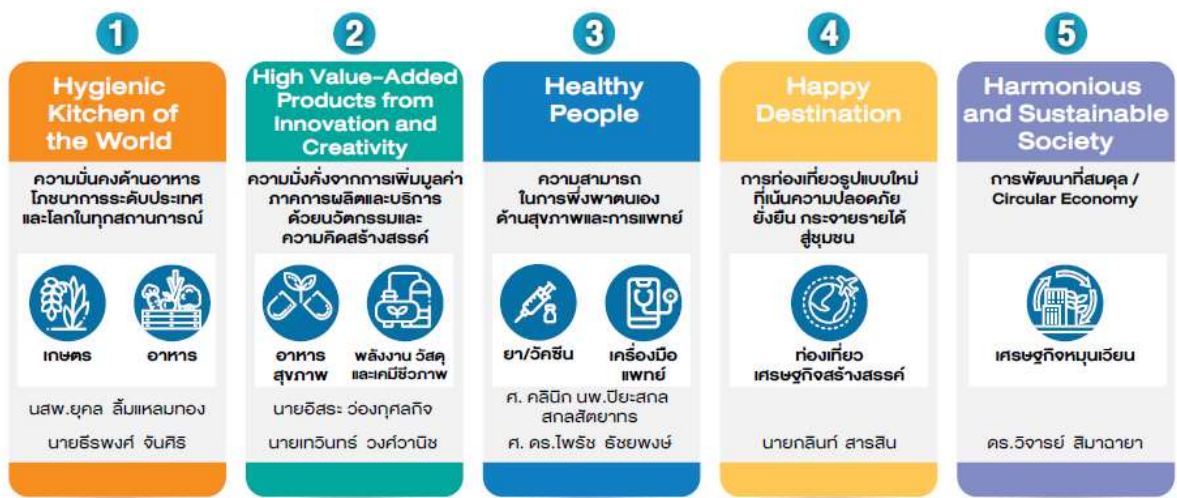 1
Hygienic
Kitchen of
the World
ความมั่นคงด้านอาหาร
โภชนาการระดับประเทศ
และโลกในทุกสถานการณ์
เกษตร
อาหาร
นสพ.ยุคล ลิ้มแหลมทอง
นายธีรพงศ์ จันศิริ
2
High Value-Added
Products from
Innovation and
Creativity
ความมั่งคั่งจากการเพิ่มมูลค่า
ภาคการผลิตและบริการ
ด้วยนวัตกรรมและ
ความคิดสร้างสรรค์
อาหาร
สุขภาพ
พลังงาน วัสดุ
และเคมีชีวภาพ
นายอิสระ ว่องกุศลกิจ
นายเทวินทร์ วงศ์วานิช
3
Healthy
People
ความสามารถ
ในการพึ่งพาตนเอง
ด้านสุขภาพและการแพทย์
ยา/วัคซีน
เครื่องมือ
แพทย์
ศ. คลินิก นพ.ปิยะสกล
สกลสัตยาทร
ศ. ดร.ไพรัช ธัชยพงษ์
4
Happy
Destination
การท่องเที่ยวรูปแบบใหม่
ที่เน้นความปลอดภัย
ยั่งยืน กระจายรายได้
สู่ชุมชน
ท่องเที่ยว
เศรษฐกิจสร้างสรรค์
นายกลินท์ สารสิน
5
Harmonious
and Sustainable
Society
การพัฒนาที่สมดุล /
Circular Economy
เศรษฐกิจหมุนเวียน
ดร.วิจารย์ สิมาฉายา